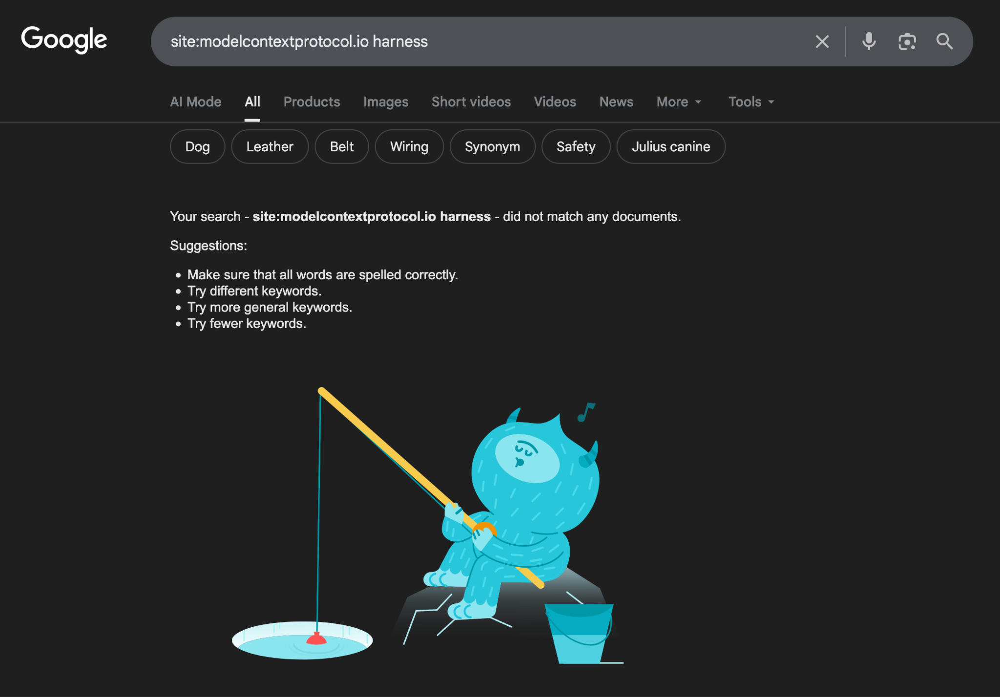 Google
site:modelcontextprotocol.io harness
AI Mode All Products Images Short videos Videos News More Tools
Dog Leather Belt Wiring Synonym Safety Julius canine
Your search - site:modelcontextprotocol.io harness - did not match any documents.
Suggestions:
Make sure that all words are spelled correctly.
Try different keywords.
Try more general keywords.
Try fewer keywords.